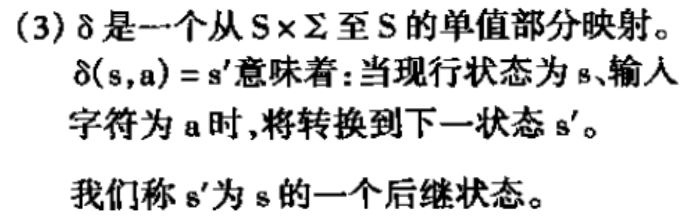 (3) δ是一个从 S×Σ至S的单值部分映射。
δ(s,a) = s′意味着:当现行状态为s、输入
字符为a时,将转换到下一状态s′。
我们称s′为s的一个后继状态。